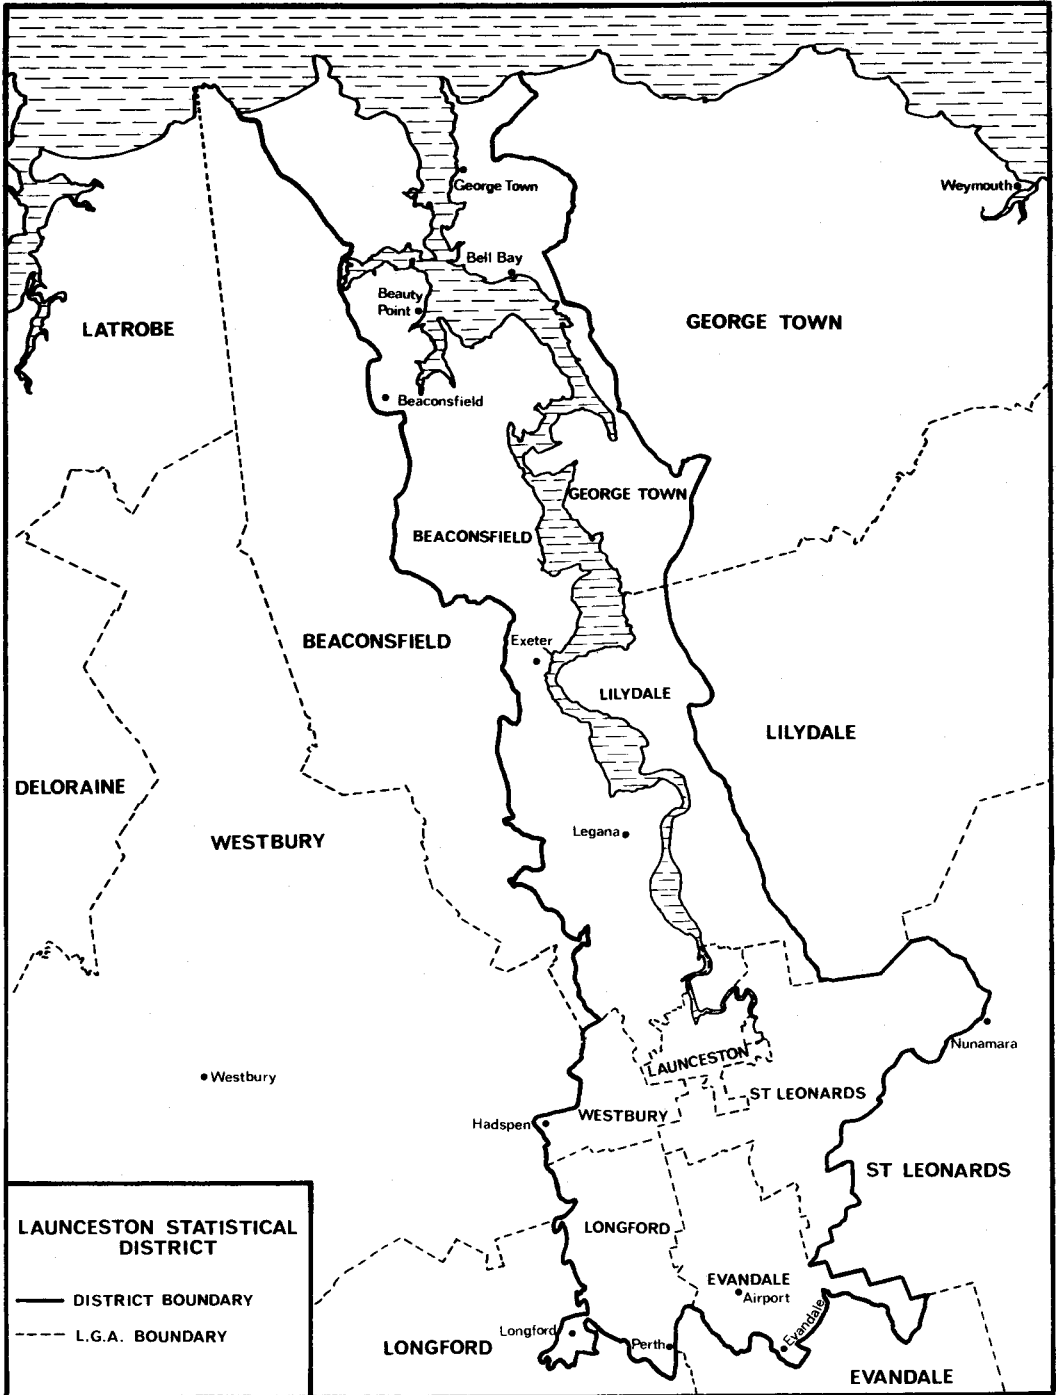 George Town
Weymouth
Bell Bay
Beauty
Point
LATROBE
GEORGE TOWN
Beaconsfield
GEORGE TOWN
BEACONSFIELD
BEACONSFIELD
Exeter
LILYDALE
LILYDALE
DELORAINE
WESTBURY
Legana
Nunamara
LAUNCESTON
Westbury
ST LEONARDS
WESTBURY
Hadspen
ST LEONARDS
LONGFORD
EVANDALE
Airport
Longford
Perth
Evandale
LONGFORD
EVANDALE
LAUNCESTON STATISTICAL
DISTRICT
DISTRICT BOUNDARY
L.G.A. BOUNDARY